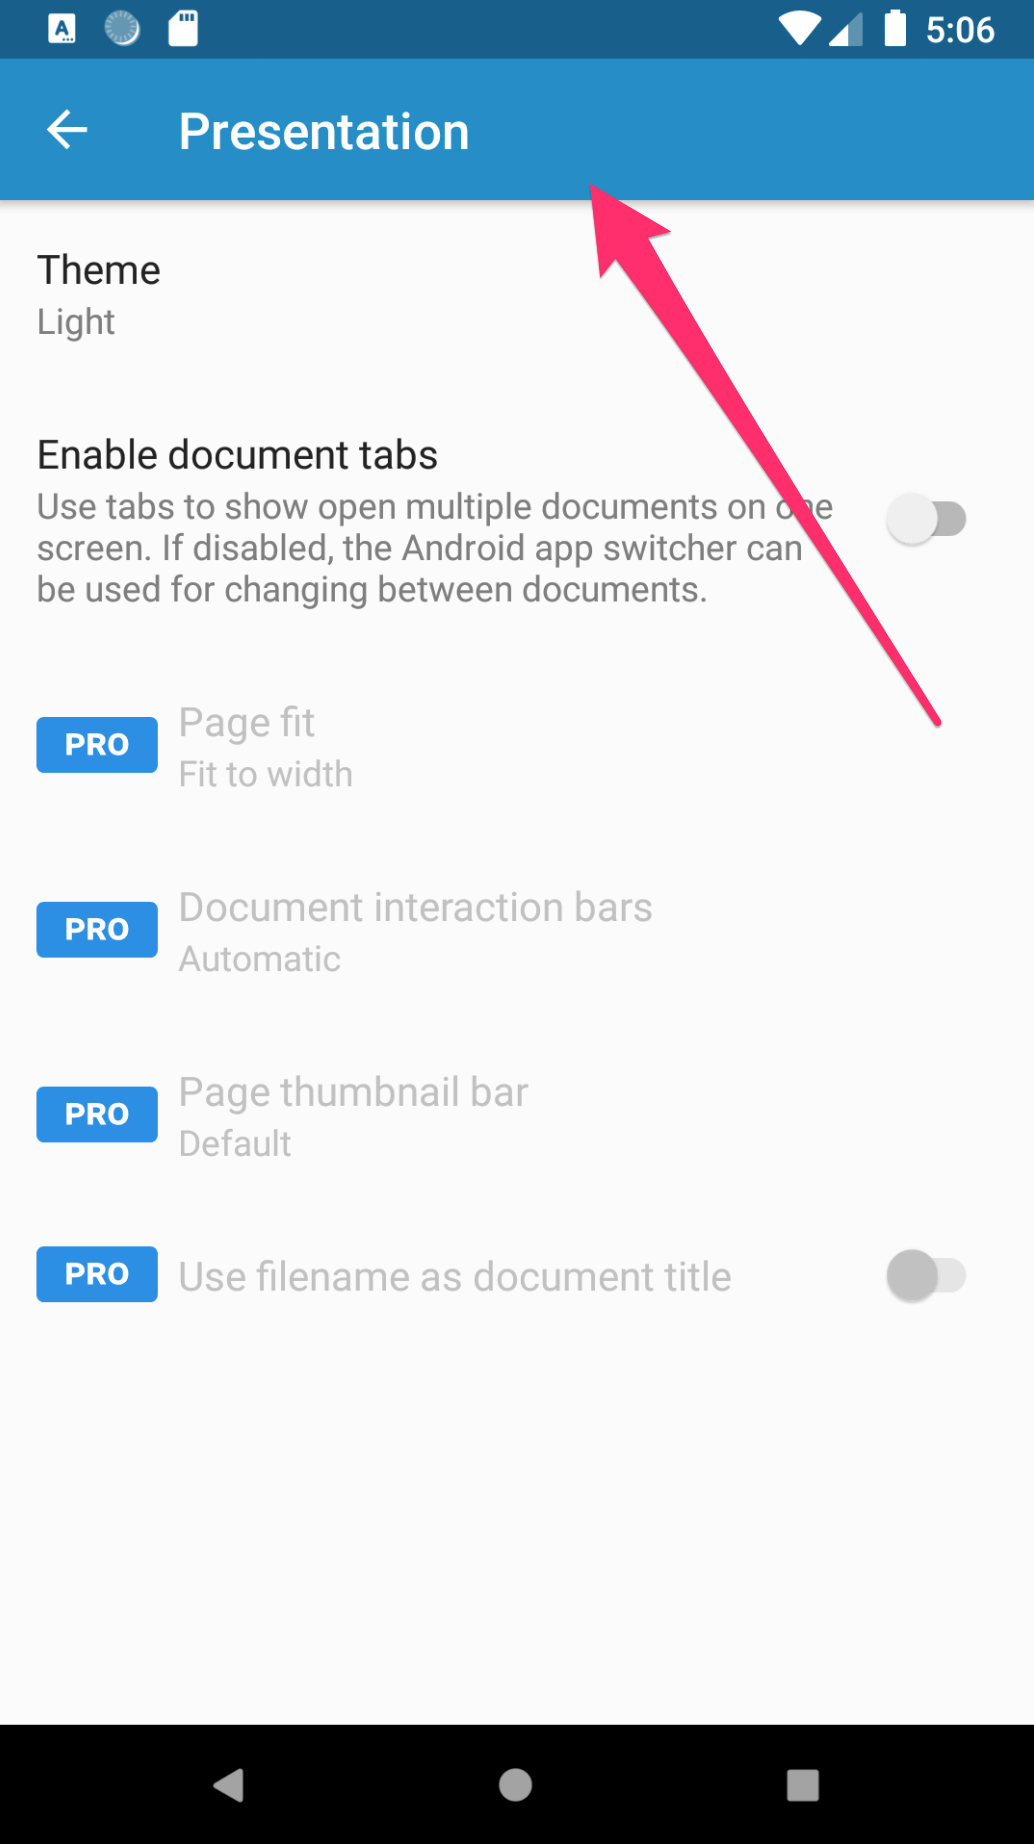 5:06
Presentation
Theme
Light
Enable document tabs
Use tabs to show open multiple documents on one
screen. If disabled, the Android app switcher can
be used for changing between documents.
PRO
Page fit
Fit to width
PRO
Document interaction bars
Automatic
PRO
Page thumbnail bar
Default
PRO
Use filename as document title